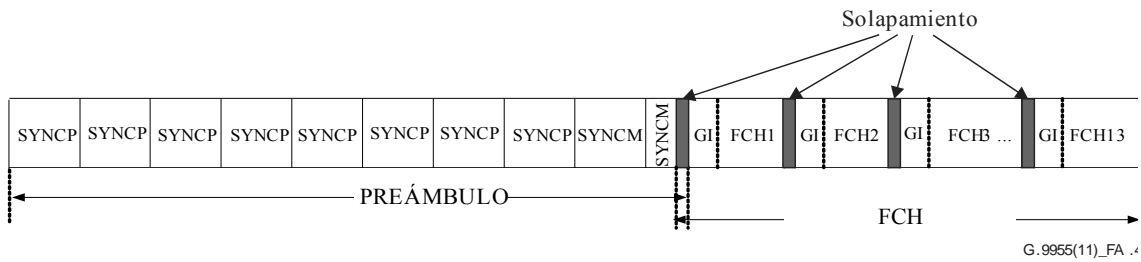 Solapamiento
SYNCP SYNCP SYNCP SYNCP SYNCP SYNCP SYNCP SYNCP SYNCM SYNCM GI FCH1 GI FCH2 GI FCH3 ... GI FCH13
PREÁMBULO
FCH
G.9955(11)_FA .4